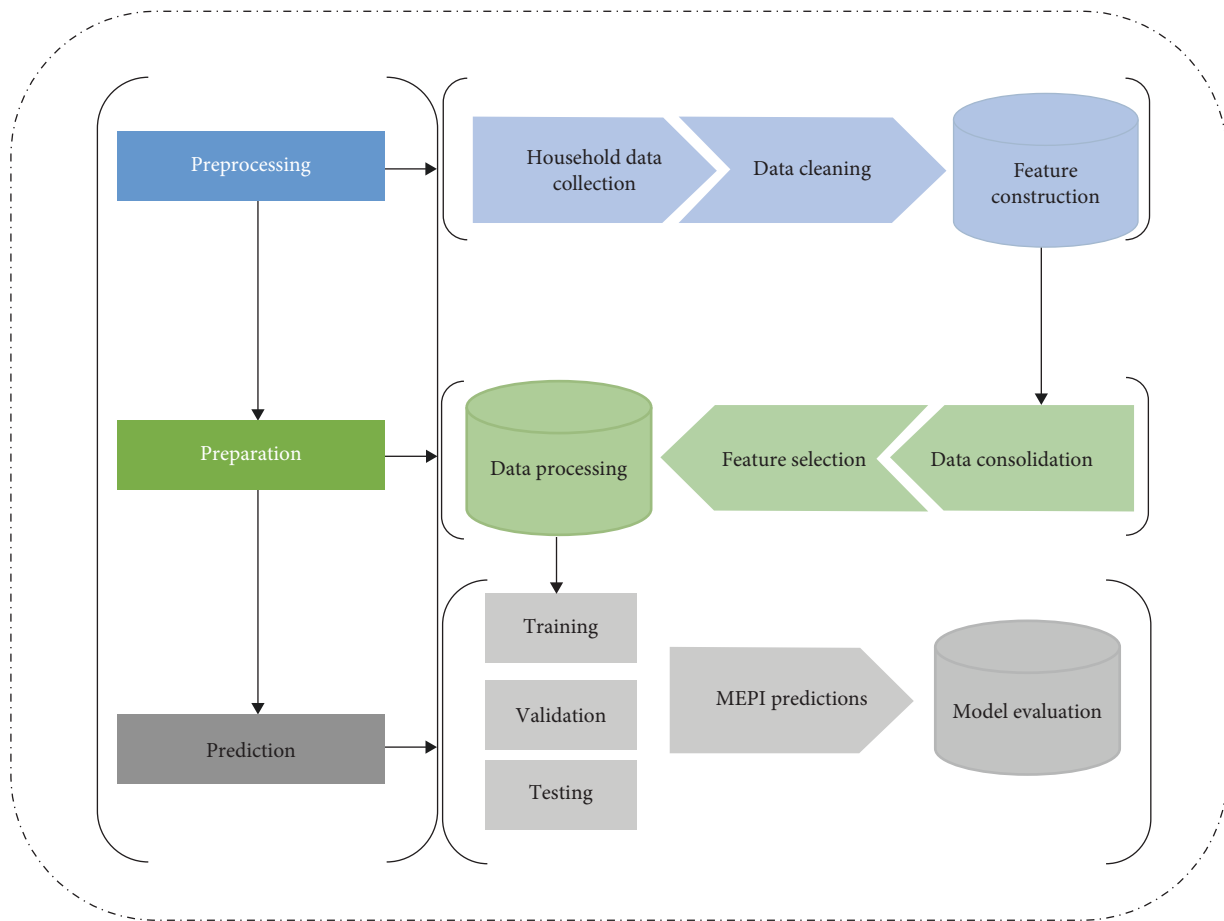 Preprocessing
Household data
collection
Data cleaning
Feature
construction
Preparation
Data processing
Feature selection
Data consolidation
Prediction
Training
Validation
Testing
MEPI predictions
Model evaluation